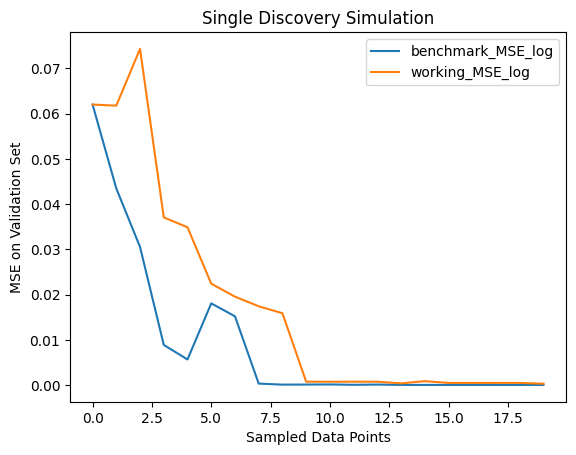 Single Discovery Simulation
benchmark_MSE_log
working_MSE_log
MSE on Validation Set
0.07
0.06
0.05
0.04
0.03
0.02
0.01
0.00
0.0 2.5 5.0 7.5 10.0 12.5 15.0 17.5
Sampled Data Points